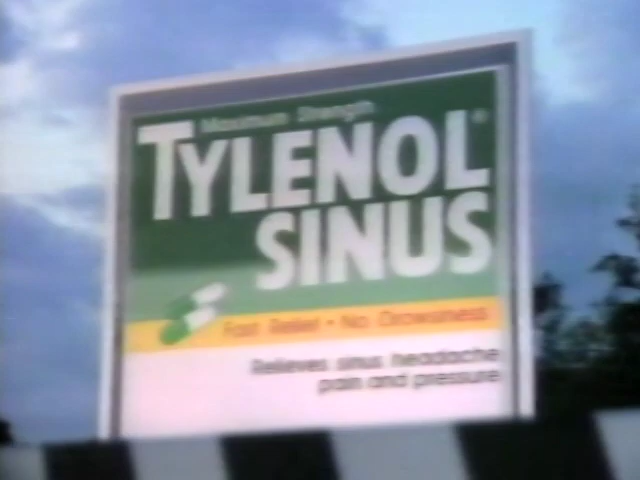 Maximum Strength
TYLENOL®
SINUS
Fast Relief • No Drowsiness
Relieves sinus headache
pain and pressure